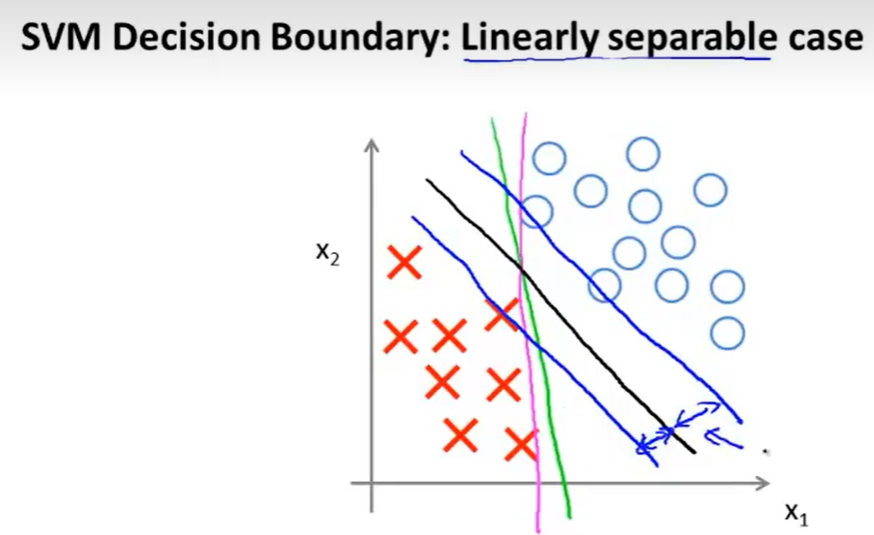 SVM Decision Boundary: Linearly separable case
x₂
x₁